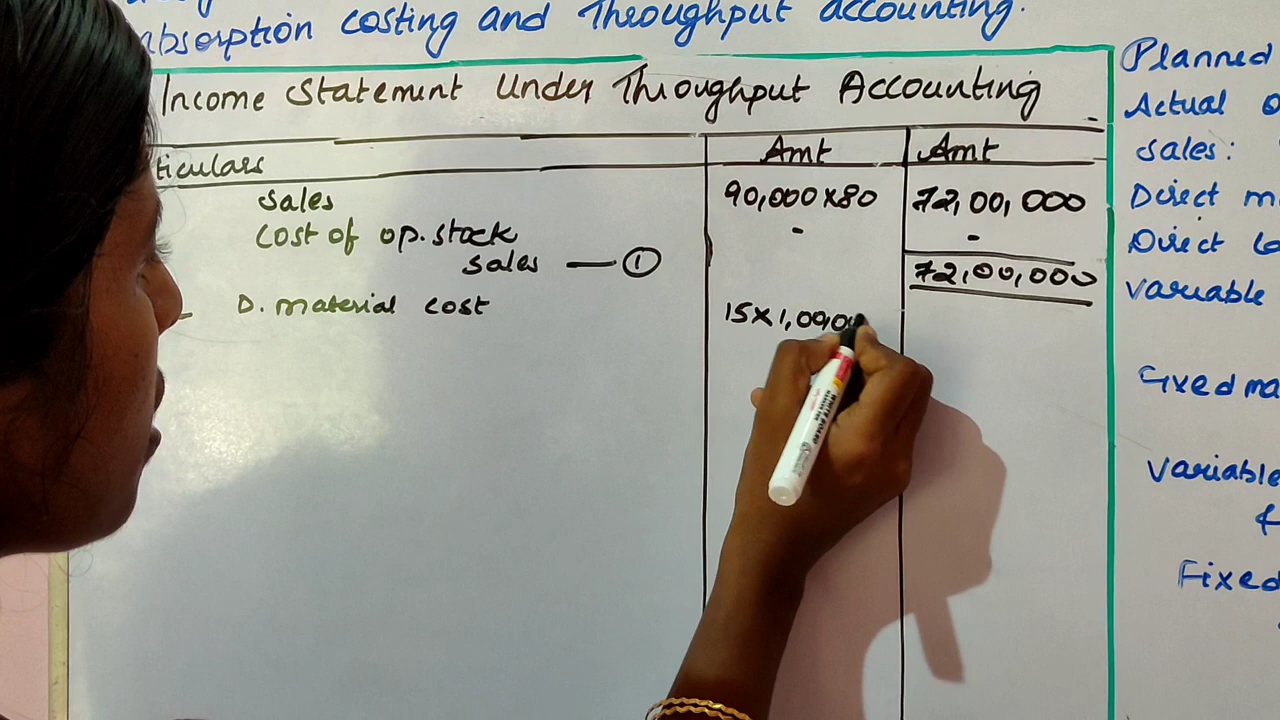 absorption costing and Throughput accounting.
Income Statement Under Throughput Accounting
ticulars Amt Amt
Sales 90,000×80 72,00,000
Cost of op. stock - -
Sales — ① 72,00,000
D. material cost 15×1,00,00
Planned
Actual o
Sales:
Direct m
Direct la
Variable
Fixed ma
Variable
&
Fixed